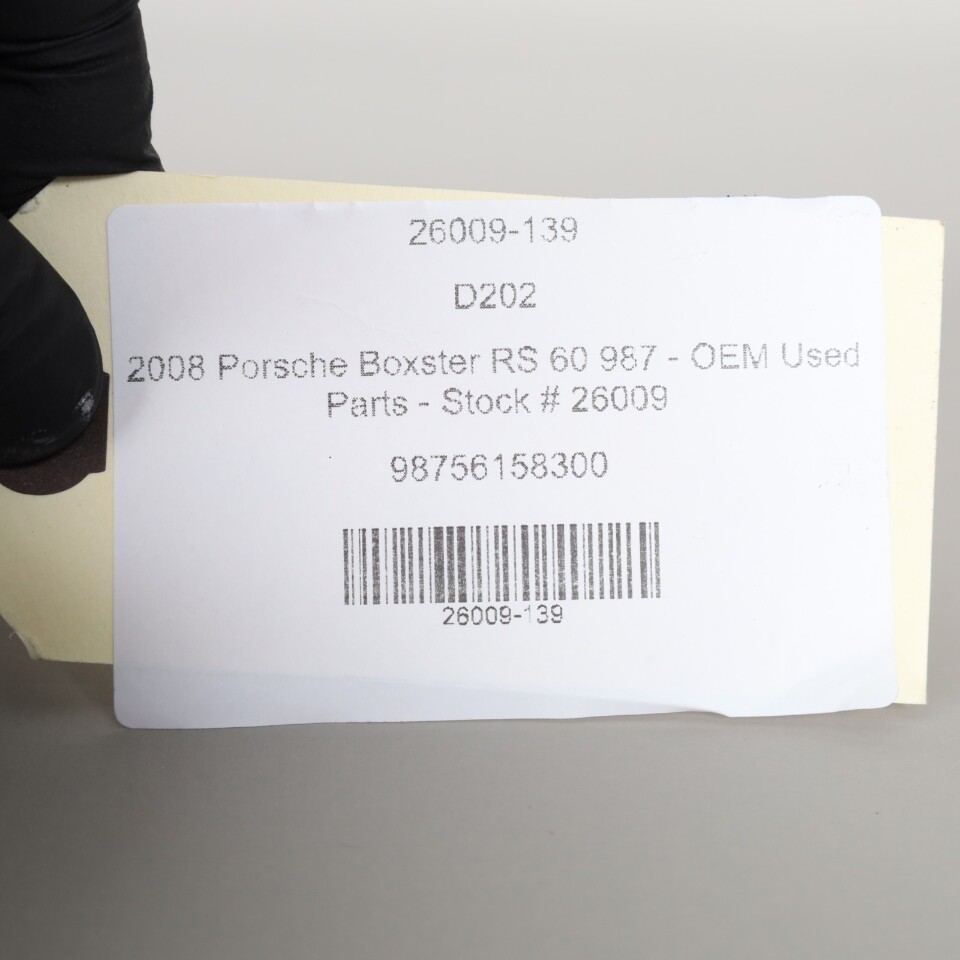 26009-139
D202
2008 Porsche Boxster RS 60 987 - OEM Used
Parts - Stock # 26009
98756158300
26009-139